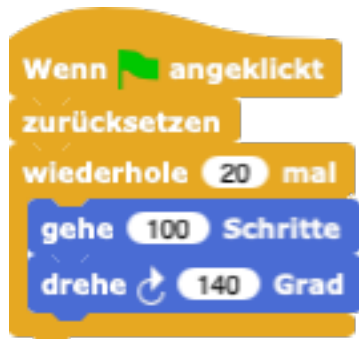 Wenn angeklickt
zurücksetzen
wiederhole 20 mal
gehe 100 Schritte
drehe 140 Grad